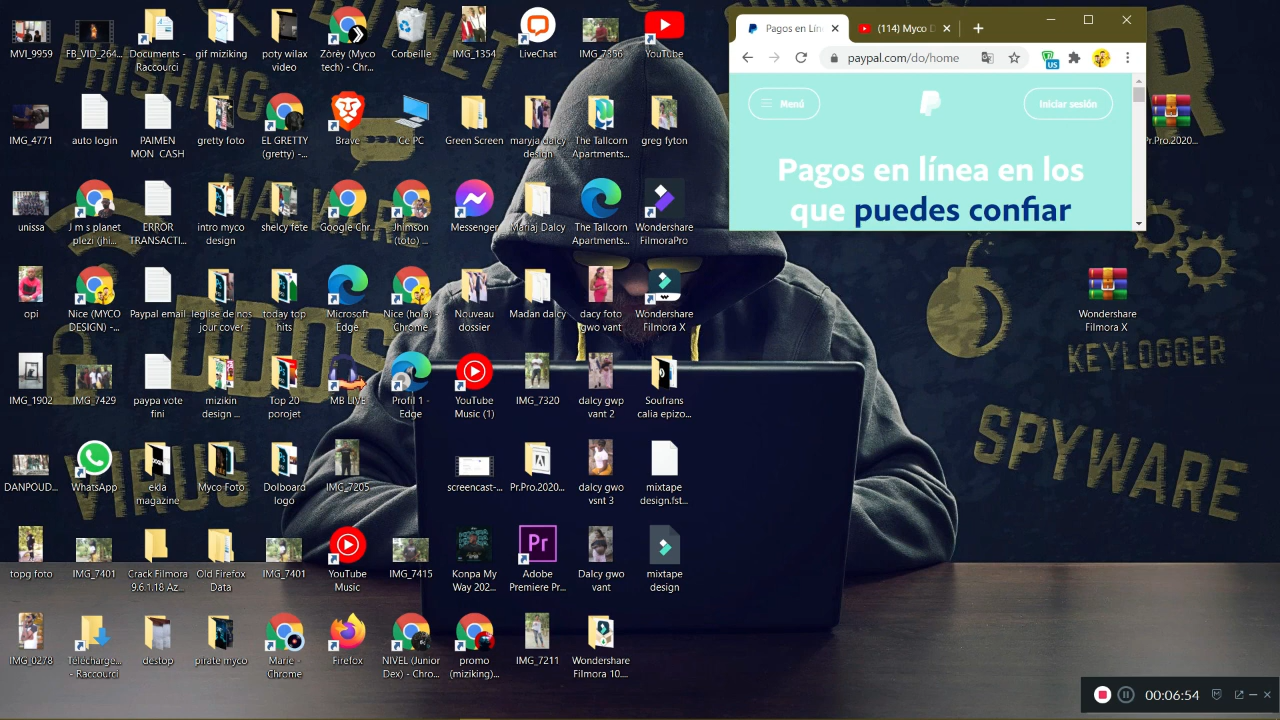 MVI_9959
FB_VID_264...
Documents - Raccourci
gif miziking
poty wilax video
Zòrèy (Myco tech) - Chr...
Corbeille
IMG_1354
LiveChat
IMG_7356
YouTube
IMG_4771
auto login
PAIMEN MON CASH
gretty foto
EL GRETTY (gretty) -...
Brave
Ce PC
Green Screen
maryja dalcy design
The Tallcorn Apartments...
greg fyton
unissa
J m s pre plezi (jhi...
ERROR TRANSACTI...
intro myco design
shelcy fete
Google Chr...
Jhimson (toto) ...
Messenger
Mariaj Dalcy
The Tallcorn Apartments...
Wondershare FilmoraPro
opi
Nice (MYCO DESIGN) -...
Paypal email
leglise de nos jour cover
today top hits
Microsoft Edge
Nice (hola) - Chrome
Nouveau dossier
Madan dalcy
dacy foto gwo vant
Wondershare Filmora X
IMG_1902
IMG_7429
paypa vote fini
mizikin design ...
Top 20 porojet
MB LIVE
Profil 1 - Edge
YouTube Music (1)
IMG_7320
dalcy gwp vant 2
Soufrans calia epizo...
DANPOUD...
WhatsApp
ekla magazine
Myco Foto
Dolboard logo
IMG_7205
screencast-...
Pr.Pro.2020...
dalcy gwo vsnt 3
mixtape design.fst...
topg foto
IMG_7401
Crack Filmora 9.6.1.18 Az...
Old Firefox Data
IMG_7401
YouTube Music
IMG_7415
Konpa My Way 202...
Adobe Premiere Pr...
Dalcy gwo vant
mixtape design
IMG_0278
Télécharge... - Raccourci
destop
pirate myco
Marie - Chrome
Firefox
NIVEL (Junior Dex) - Chro...
promo (miziking)...
IMG_7211
Wondershare Filmora 10....
Pagos en Lín
(114) Myco D
paypal.com/do/home
US
Menú
Iniciar sesión
Pagos en línea en los
que puedes confiar
Pr.Pro.2020...
Wondershare Filmora X
KEYLOGGER
SPYWARE
VIRUS
Pr
00:06:54